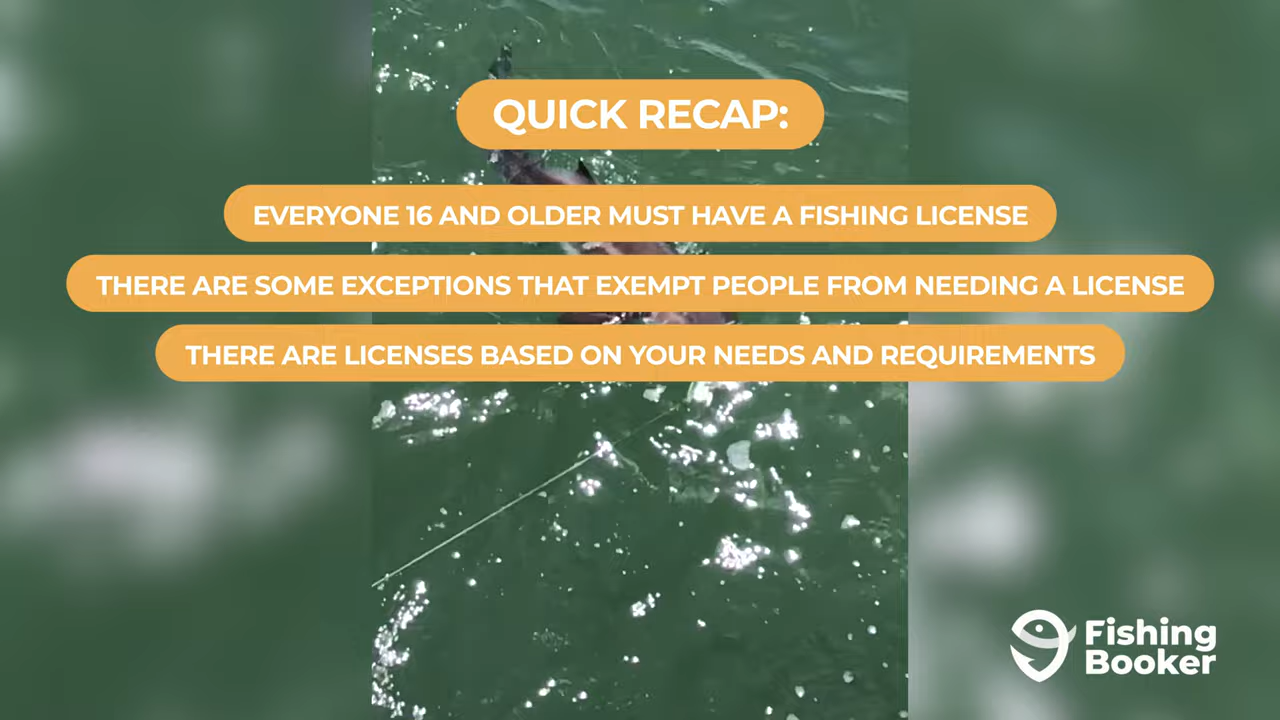 QUICK RECAP:
EVERYONE 16 AND OLDER MUST HAVE A FISHING LICENSE
THERE ARE SOME EXCEPTIONS THAT EXEMPT PEOPLE FROM NEEDING A LICENSE
THERE ARE LICENSES BASED ON YOUR NEEDS AND REQUIREMENTS
Fishing
Booker